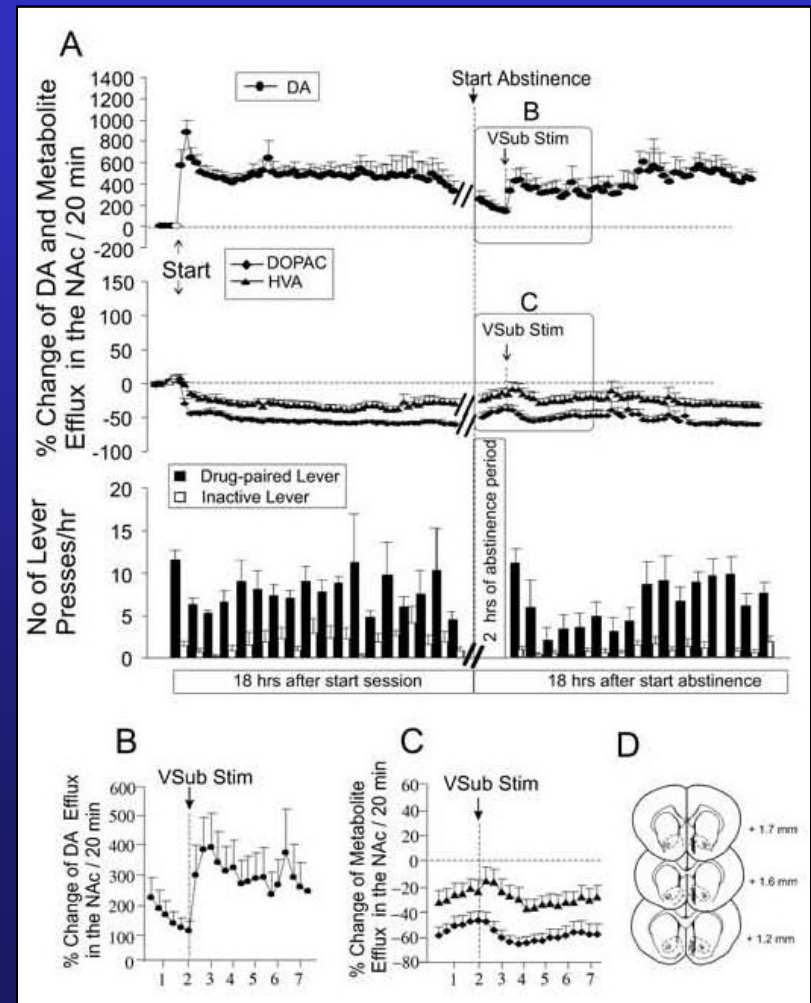 A
% Change of DA and Metabolite
Efflux in the NAc / 20 min
1400
1200
1000
800
600
400
200
0
-200
DA
Start Abstinence
B
VSub Stim
Start
150
100
50
0
-50
-100
DOPAC
HVA
C
VSub Stim
No of Lever
Presses/hr
20
15
10
5
0
Drug-paired Lever
Inactive Lever
2 hrs of abstinence period
18 hrs after start session
18 hrs after start abstinence
B
% Change of DA Efflux
in the NAc / 20 min
600
500
400
300
200
100
0
VSub Stim
1 2 3 4 5 6 7
C
% Change of Metabolite
Efflux in the NAc / 20 min
60
40
20
0
-20
-40
-60
-80
VSub Stim
1 2 3 4 5 6 7
D
+ 1.7 mm
+ 1.6 mm
+ 1.2 mm